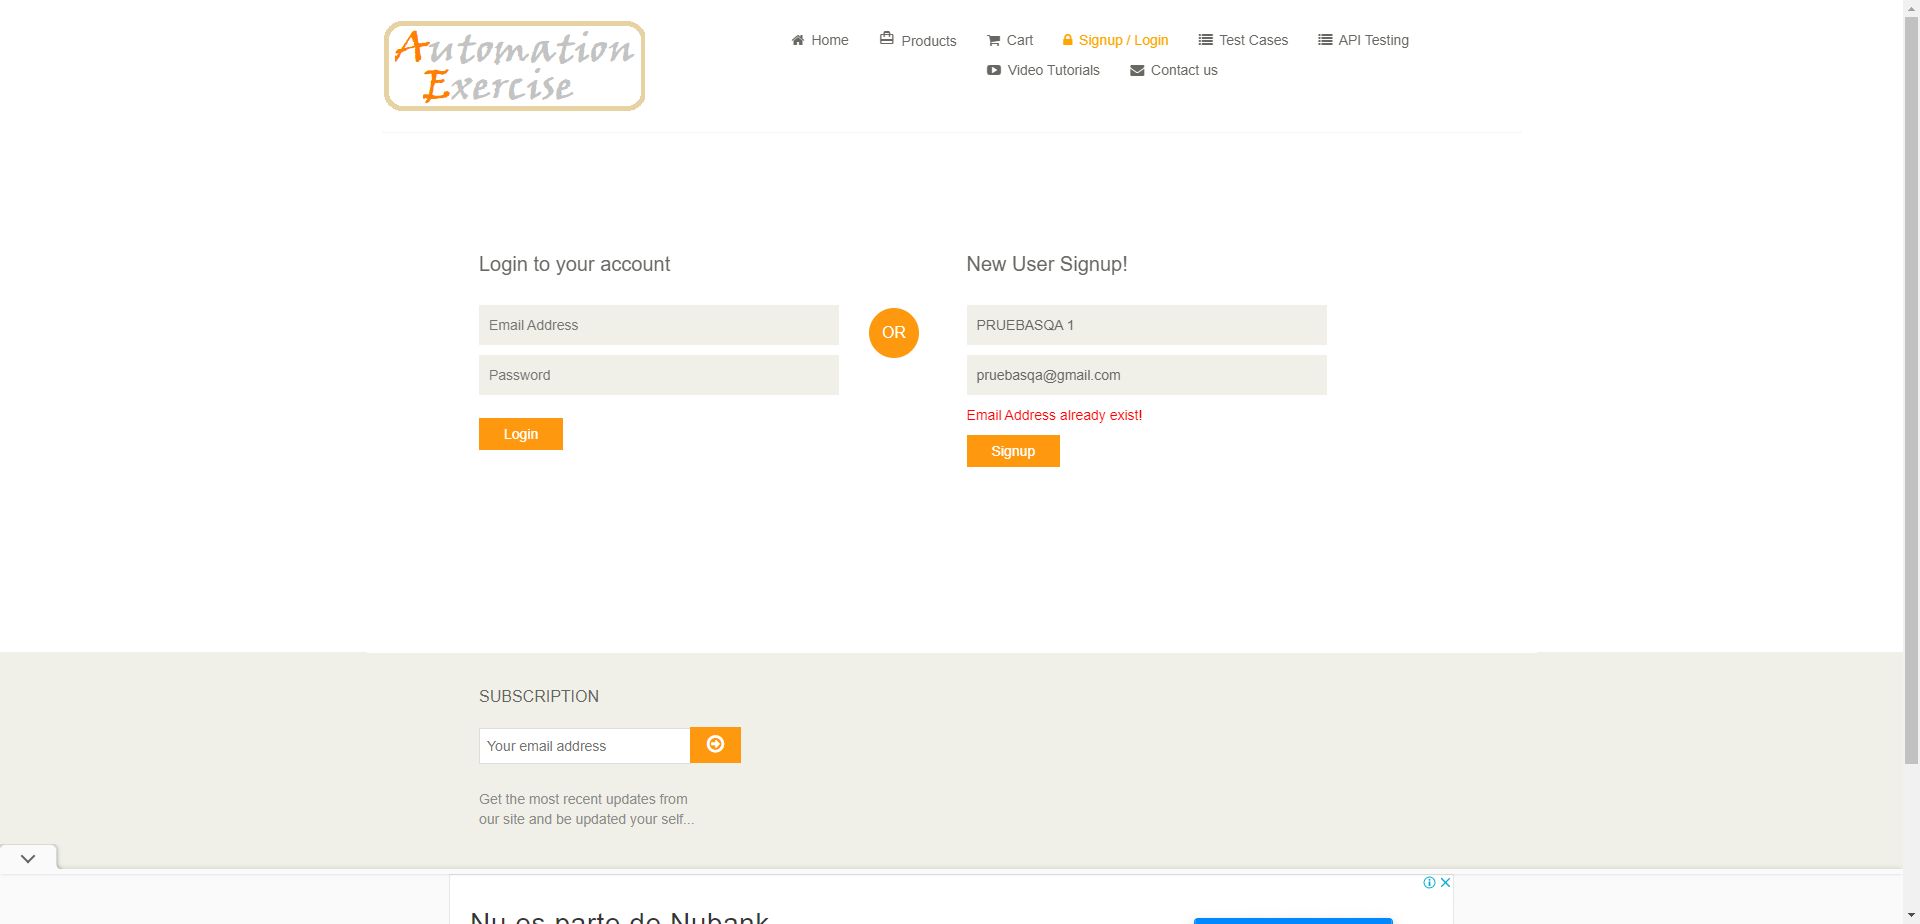 Automation
Exercise
Home
Products
Cart
Signup / Login
Test Cases
API Testing
Video Tutorials
Contact us
Login to your account
Email Address
Password
Login
OR
New User Signup!
PRUEBASQA 1
pruebasqa@gmail.com
Email Address already exist!
Signup
SUBSCRIPTION
Your email address
Get the most recent updates from
our site and be updated your self...
Nu es parte de Nubank